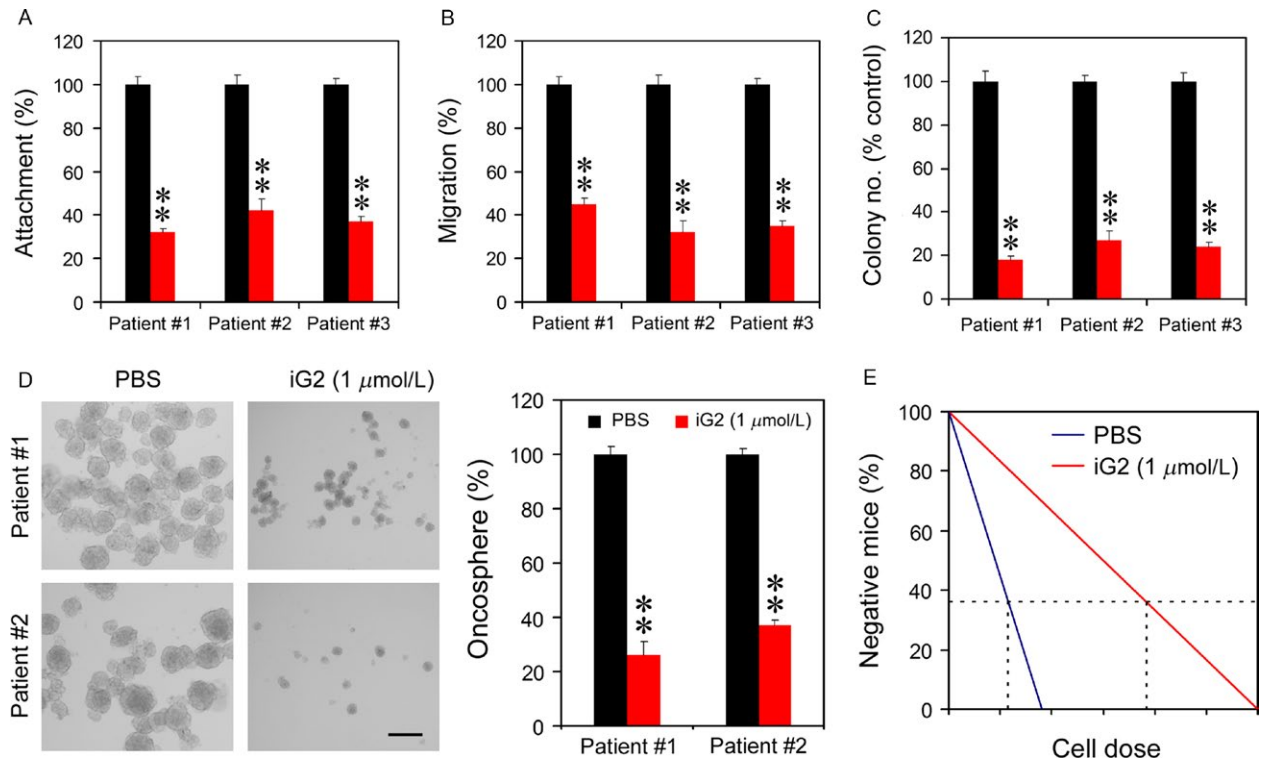 A
120
100
80
60
40
20
0
Attachment (%)
**
**
**
Patient #1 Patient #2 Patient #3
B
120
100
80
60
40
20
0
Migration (%)
**
**
**
Patient #1 Patient #2 Patient #3
C
120
100
80
60
40
20
0
Colony no. (% control)
**
**
**
Patient #1 Patient #2 Patient #3
D
PBS iG2 (1 μmol/L)
Patient #1
Patient #2
120
100
80
60
40
20
0
Oncosphere (%)
PBS iG2 (1 μmol/L)
**
**
Patient #1 Patient #2
E
100
80
60
40
20
0
Negative mice (%)
PBS
iG2 (1 μmol/L)
Cell dose